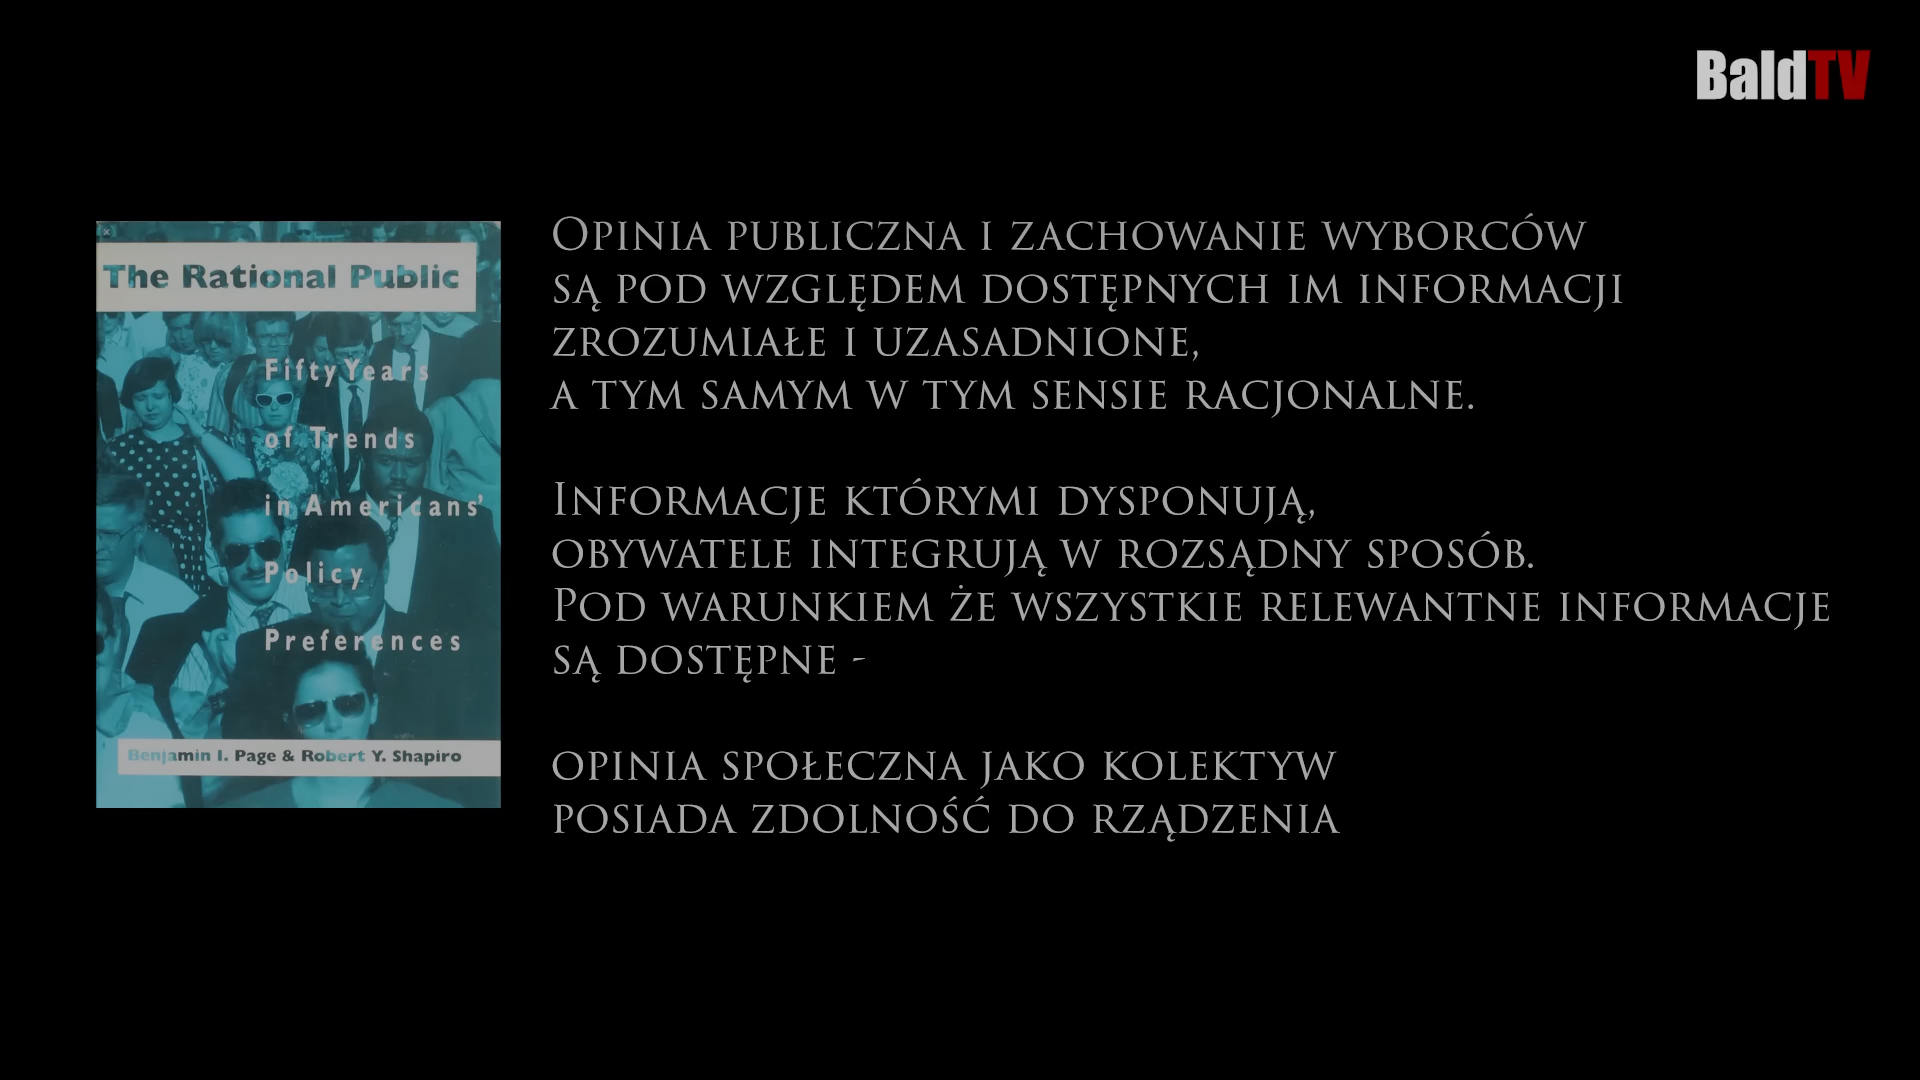 BaldTV
The Rational Public
Fifty Years
of Trends
in Americans'
Policy
Preferences
Benjamin I. Page & Robert Y. Shapiro
Opinia publiczna i zachowanie wyborców
są pod względem dostępnych im informacji
zrozumiałe i uzasadnione,
a tym samym w tym sensie racjonalne.
Informacje którymi dysponują,
obywatele integrują w rozsądny sposób.
Pod warunkiem że wszystkie relewantne informacje
są dostępne -
opinia społeczna jako kolektyw
posiada zdolność do rządzenia